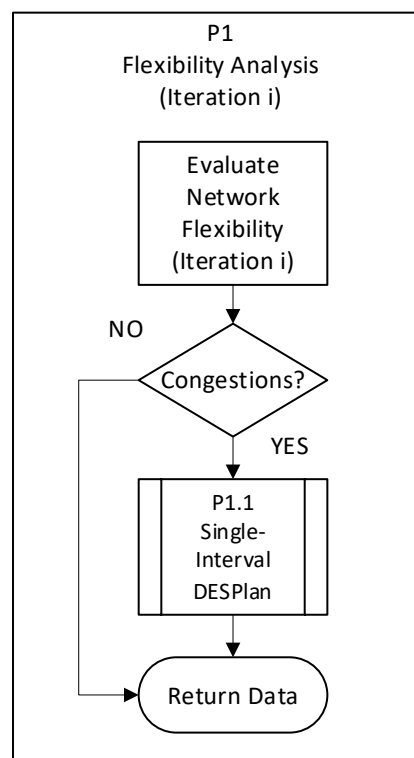 P1
Flexibility Analysis
(Iteration i)
Evaluate
Network
Flexibility
(Iteration i)
NO
Congestions?
YES
P1.1
Single-
Interval
DESPlan
Return Data